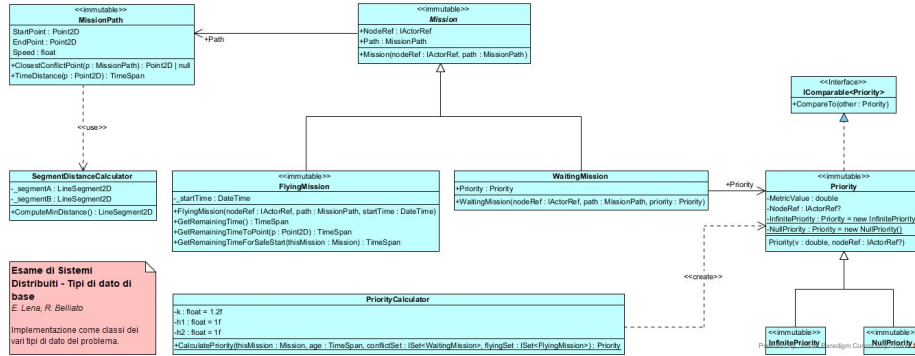 <<immutable>>
MissionPath
StartPoint : Point2D
EndPoint : Point2D
Speed : float
+ClosestConflictPoint(p : MissionPath) : Point2D | null
+TimeDistance(p : Point2D) : TimeSpan
+Path
<<immutable>>
Mission
+NodeRef : IActorRef
+Path : MissionPath
+Mission(nodeRef : IActorRef, path : MissionPath)
<<Interface>>
IComparable<Priority>
+CompareTo(other : Priority)
<<use>>
SegmentDistanceCalculator
-_segmentA : LineSegment2D
-_segmentB : LineSegment2D
+ComputeMinDistance() : LineSegment2D
<<immutable>>
FlyingMission
-_startTime : DateTime
+FlyingMission(nodeRef : IActorRef, path : MissionPath, startTime : DateTime)
+GetRemainingTime() : TimeSpan
+GetRemainingTimeToPoint(p : Point2D) : TimeSpan
+GetRemainingTimeForSafeStart(thisMission : Mission) : TimeSpan
<<immutable>>
WaitingMission
+Priority : Priority
+WaitingMission(nodeRef : IActorRef, path : MissionPath, priority : Priority)
+Priority
<<immutable>>
Priority
-MetricValue : double
-NodeRef : IActorRef?
-InfinitePriority : Priority = new InfinitePriority()
-NullPriority : Priority = new NullPriority()
Priority(v : double, nodeRef : IActorRef?)
<<create>>
Esame di Sistemi
Distribuiti - Tipi di dato di
base
E. Lena, R. Belliato
Implementazione come classi dei
vari tipi di dato del problema.
PriorityCalculator
-k : float = 1.2f
-h1 : float = 1f
-h2 : float = 1f
+CalculatePriority(thisMission : Mission, age : TimeSpan, conflictSet : ISet<WaitingMission>, flyingSet : ISet<FlyingMission>) : Priority
InfinitePriority
NullPriority
Paradigm